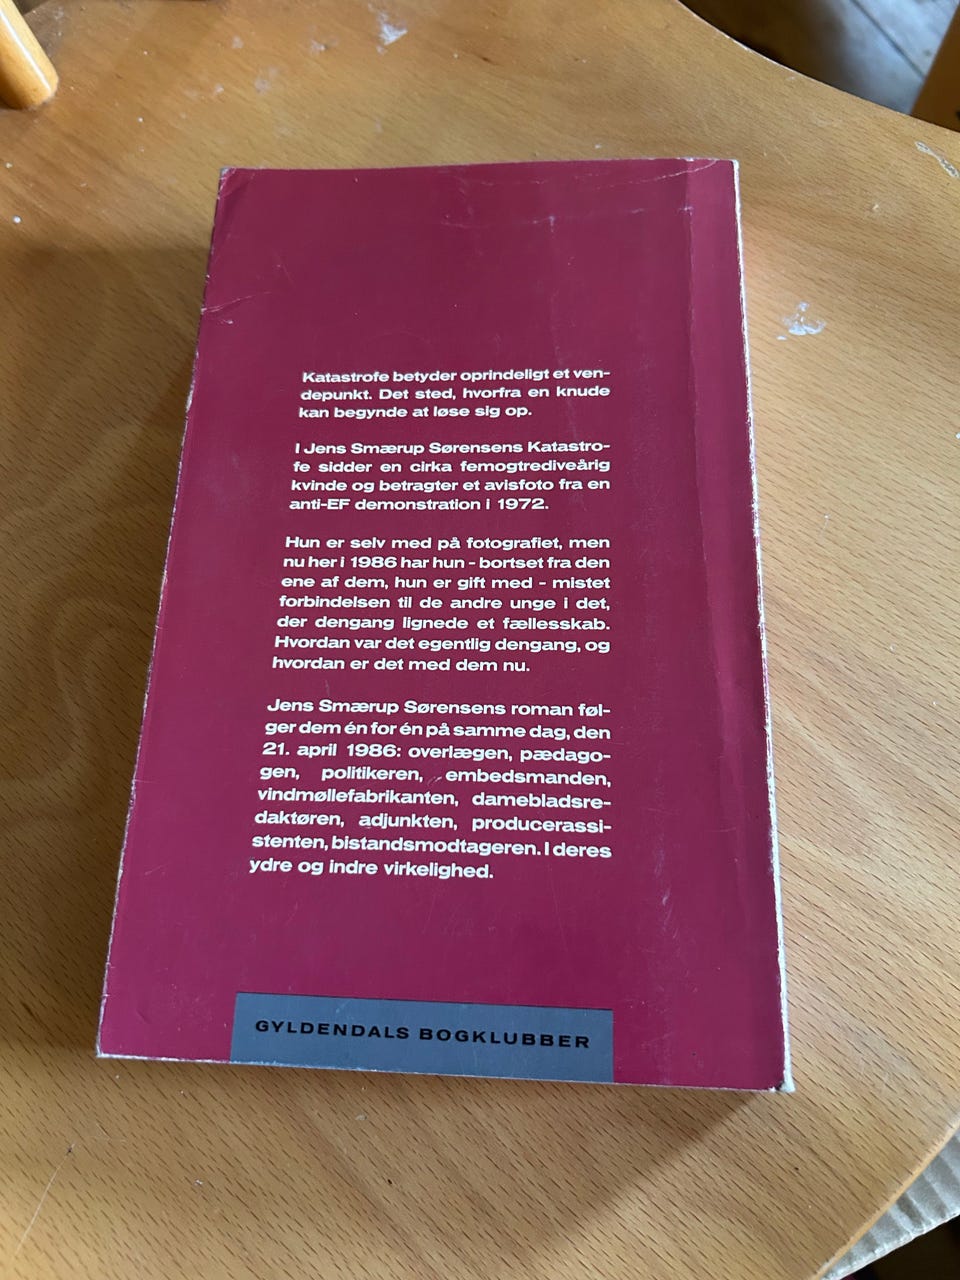 Katastrofe betyder oprindeligt et ven-
depunkt. Det sted, hvorfra en knude
kan begynde at løse sig op.
I Jens Smærup Sørensens Katastro-
fe sidder en cirka femogtrediveårig
kvinde og betragter et avisfoto fra en
anti-EF demonstration i 1972.
Hun er selv med på fotografiet, men
nu her i 1986 har hun - bortset fra den
ene af dem, hun er gift med - mistet
forbindelsen til de andre unge i det,
der dengang lignede et fællesskab.
Hvordan var det egentlig dengang, og
hvordan er det med dem nu.
Jens Smærup Sørensens roman føl-
ger dem én for én på samme dag, den
21. april 1986: overlægen, pædago-
gen, politikeren, embedsmanden,
vindmøllefabrikanten, damebladsre-
daktøren, adjunkten, producerassi-
stenten, bistandsmodtageren. I deres
ydre og indre virkelighed.
GYLDENDALS BOGKLUBBER